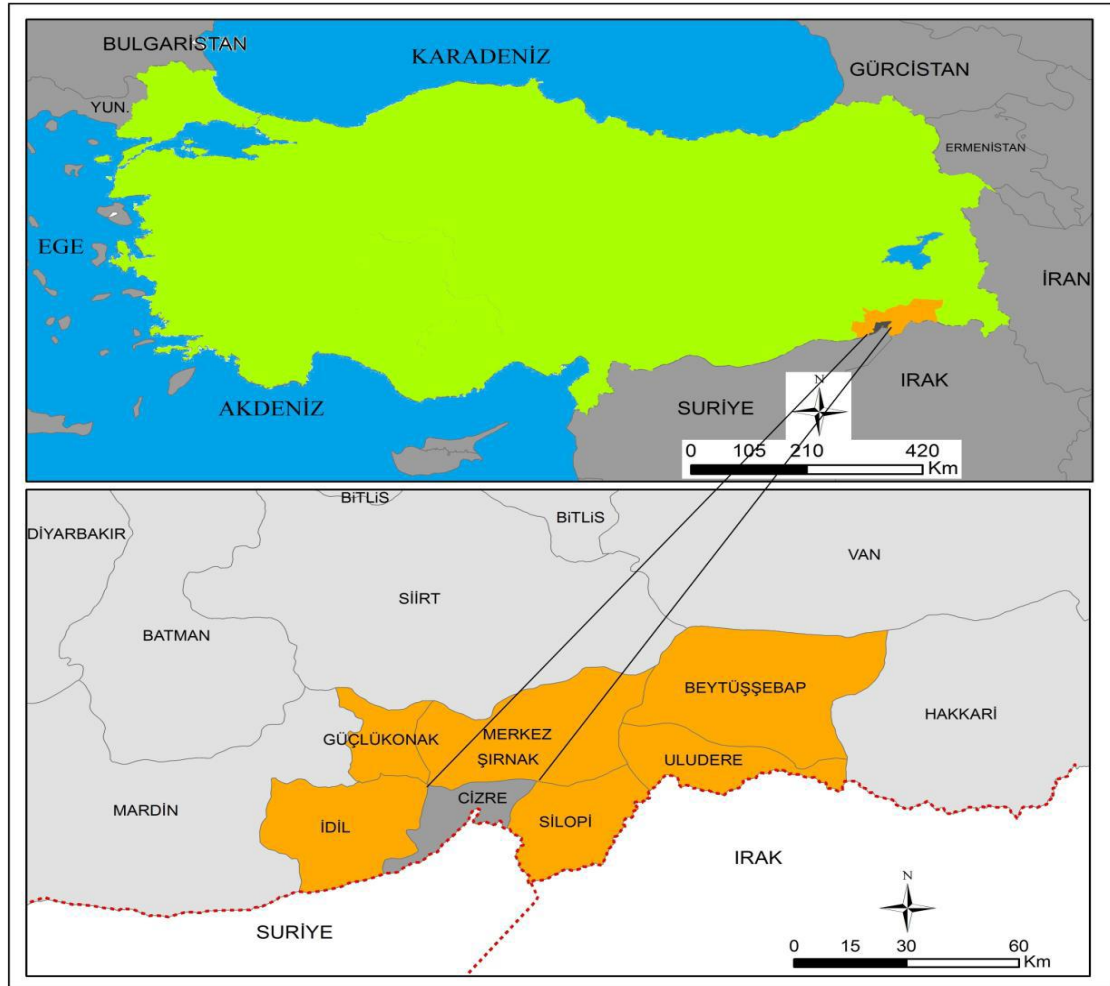 BULGARİSTAN
KARADENİZ
GÜRCİSTAN
YUN.
ERMENİSTAN
EGE
İRAN
IRAK
SURİYE
AKDENİZ
N
0 105 210 420
Km
BİTLİS
BİTLİS
DİYARBAKIR
VAN
SİİRT
BATMAN
BEYTÜŞŞEBAP
HAKKARİ
GÜÇLÜKONAK
MERKEZ
ŞIRNAK
ULUDERE
CİZRE
MARDİN
İDİL
SİLOPİ
IRAK
N
SURİYE
0 15 30 60
Km